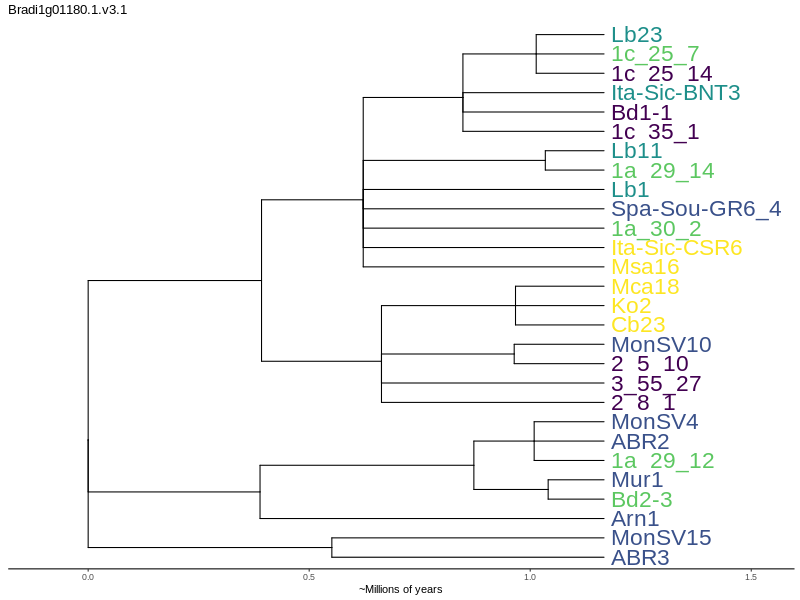 Bradi1g01180.1.v3.1
Lb23
1c_25_7
1c_25_14
Ita-Sic-BNT3
Bd1-1
1c_35_1
Lb11
1a_29_14
Lb1
Spa-Sou-GR6_4
1a_30_2
Ita-Sic-CSR6
Msa16
Mca18
Ko2
Cb23
MonSV10
2_5_10
3_55_27
2_8_1
MonSV4
ABR2
1a_29_12
Mur1
Bd2-3
Arn1
MonSV15
ABR3
0.0 0.5 1.0 1.5
~Millions of years